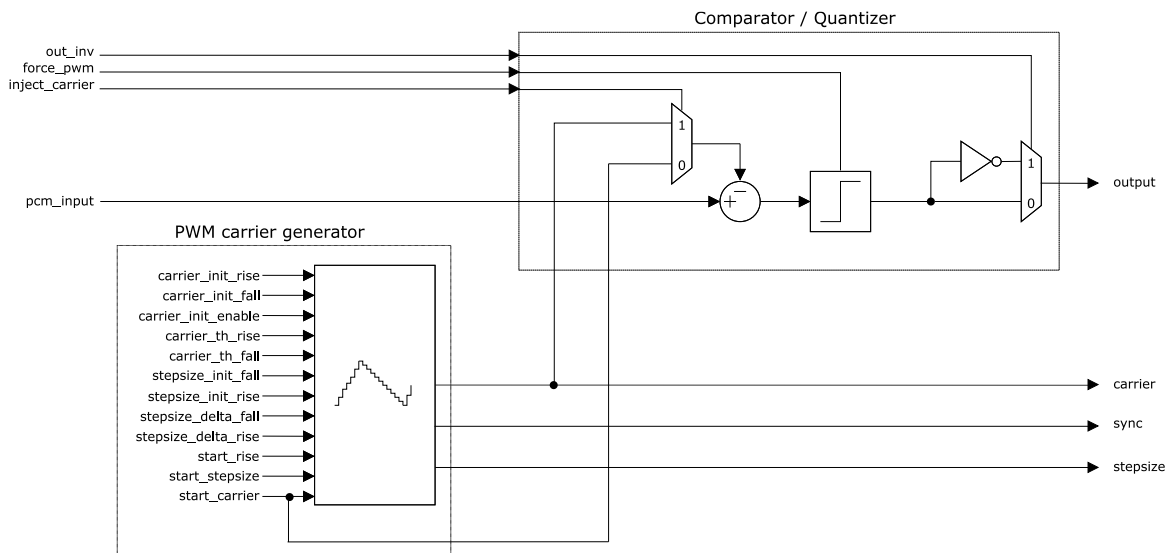 Comparator / Quantizer
out_inv
force_pwm
inject_carrier
1
0
pcm_input
+
−
1
0
output
PWM carrier generator
carrier_init_rise
carrier_init_fall
carrier_init_enable
carrier_th_rise
carrier_th_fall
stepsize_init_fall
stepsize_init_rise
stepsize_delta_fall
stepsize_delta_rise
start_rise
start_stepsize
start_carrier
carrier
sync
stepsize